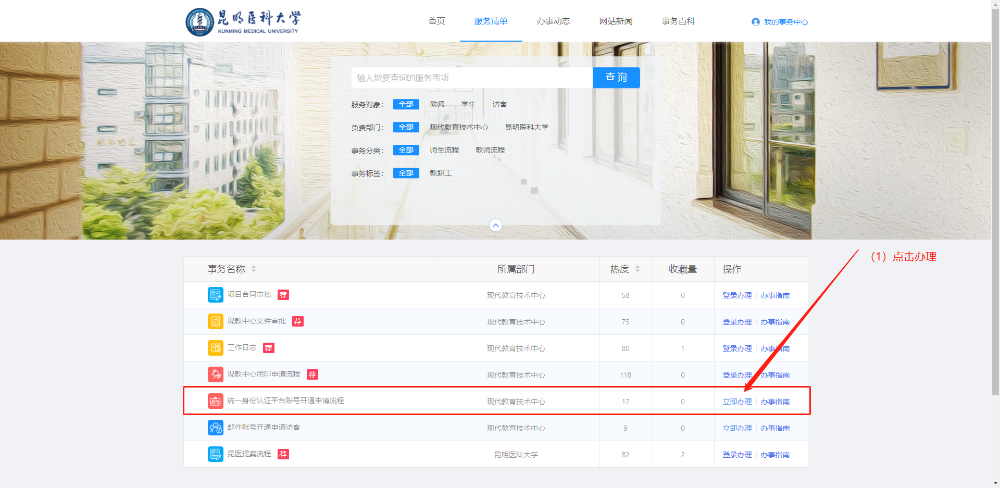 昆明医科大学
KUNMING MEDICAL UNIVERSITY
首页 服务清单 办事动态 网站新闻 事务百科 我的事务中心
输入您要查询的服务事项 查 询
服务对象： 全部 教师 学生 访客
负责部门： 全部 现代教育技术中心 昆明医科大学
事务分类： 全部 师生流程 教师流程
事务标签： 全部 教职工
（1）点击办理
事务名称 所属部门 热度 收藏量 操作
项目合同审批 荐 现代教育技术中心 58 0 登录办理 办事指南
现教中心文件审批 荐 现代教育技术中心 75 0 登录办理 办事指南
工作日志 荐 现代教育技术中心 80 1 登录办理 办事指南
现教中心用印申请流程 荐 现代教育技术中心 118 0 登录办理 办事指南
统一身份认证平台账号开通申请流程 现代教育技术中心 17 0 立即办理 办事指南
邮件账号开通申请访客 现代教育技术中心 9 0 立即办理 办事指南
昆医提案流程 荐 昆明医科大学 82 2 登录办理 办事指南